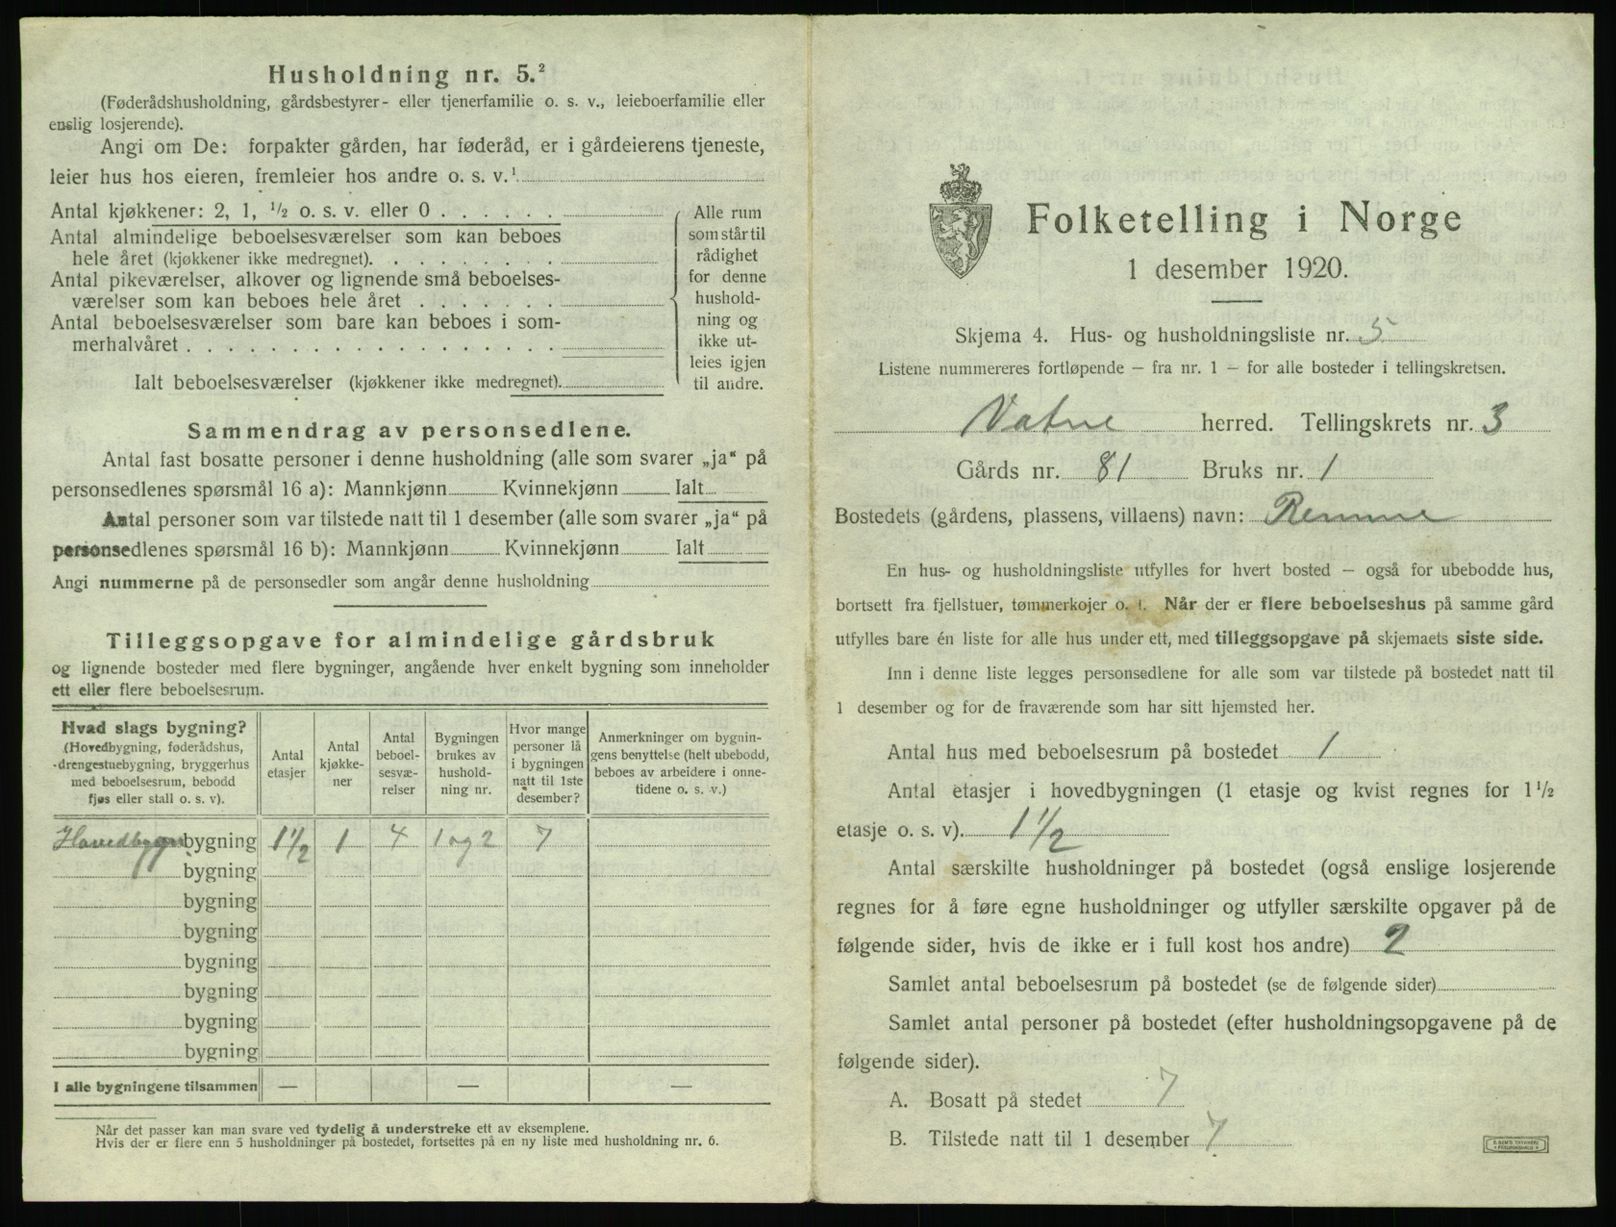 Husholdning nr. 5.²
(Føderådshusholdning, gårdsbestyrer- eller tjenerfamilie o. s. v., leieboerfamilie eller
enslig losjerende).
Angi om De: forpakter gården, har føderåd, er i gårdeierens tjeneste,
leier hus hos eieren, fremleier hos andre o. s. v.¹
Antal kjøkkener: 2, 1, ½ o. s. v. eller 0 . . . . . .
Antal almindelige beboelsesværelser som kan beboes
hele året (kjøkkener ikke medregnet). . . . . . . . .
Antal pikeværelser, alkover og lignende små beboelses-
værelser som kan beboes hele året . . . . . . .
Antal beboelsesværelser som bare kan beboes i som-
merhalvåret . . . . . . . . . . . . . . . . . .
Ialt beboelsesværelser (kjøkkener ikke medregnet).
Alle rum
som står til
rådighet
for denne
hushold-
ning og
ikke ut-
leies igjen
til andre.
Sammendrag av personsedlene.
Antal fast bosatte personer i denne husholdning (alle som svarer „ja“ på
personsedlenes spørsmål 16 a): Mannkjønn Kvinnekjønn Ialt
Antal personer som var tilstede natt til 1 desember (alle som svarer „ja“ på
personsedlenes spørsmål 16 b): Mannkjønn Kvinnekjønn Ialt
Angi nummerne på de personsedler som angår denne husholdning
Tilleggsopgave for almindelige gårdsbruk
og lignende bosteder med flere bygninger, angående hver enkelt bygning som inneholder
ett eller flere beboelsesrum.
Hvad slags bygning?
(Hovedbygning, føderådshus,
drengestuebygning, bryggerhus
med beboelsesrum, bebodd
fjøs eller stall o. s. v).
Antal
etasjer
Antal
kjøkke-
ner
Antal
beboel-
sesvæ-
relser
Bygningen
brukes av
hushold-
ning nr.
Hvor mange
personer lå
i bygningen
natt til 1ste
desember?
Anmerkninger om bygnin-
gens benyttelse (helt ubebodd,
beboes av arbeidere i onne-
tidene o. s. v.)
Hovedbygn bygning 1½ 1 4 1 og 2 7
bygning
bygning
bygning
bygning
bygning
bygning
bygning
I alle bygningene tilsammen — — —
Når det passer kan man svare ved tydelig å understreke ett av eksemplene.
Hvis der er flere enn 5 husholdninger på bostedet, fortsettes på en ny liste med husholdning nr. 6.
Folketelling i Norge
1 desember 1920.
Skjema 4. Hus- og husholdningsliste nr. 5
Listene nummereres fortløpende — fra nr. 1 — for alle bosteder i tellingskretsen.
Vatne herred. Tellingskrets nr. 3
Gårds nr. 81 Bruks nr. 1
Bostedets (gårdens, plassens, villaens) navn: Remme
En hus- og husholdningsliste utfylles for hvert bosted — også for ubebodde hus,
bortsett fra fjellstuer, tømmerkojer o. l. Når der er flere beboelseshus på samme gård
utfylles bare én liste for alle hus under ett, med tilleggsopgave på skjemaets siste side.
Inn i denne liste legges personsedlene for alle som var tilstede på bostedet natt til
1 desember og for de fraværende som har sitt hjemsted her.
Antal hus med beboelsesrum på bostedet 1
Antal etasjer i hovedbygningen (1 etasje og kvist regnes for 1½
etasje o. s. v). 1½
Antal særskilte husholdninger på bostedet (også enslige losjerende
regnes for å føre egne husholdninger og utfyller særskilte opgaver på de
følgende sider, hvis de ikke er i full kost hos andre) 2
Samlet antal beboelsesrum på bostedet (se de følgende sider)
Samlet antal personer på bostedet (efter husholdningsopgavene på de
følgende sider).
A. Bosatt på stedet 7
B. Tilstede natt til 1 desember 7